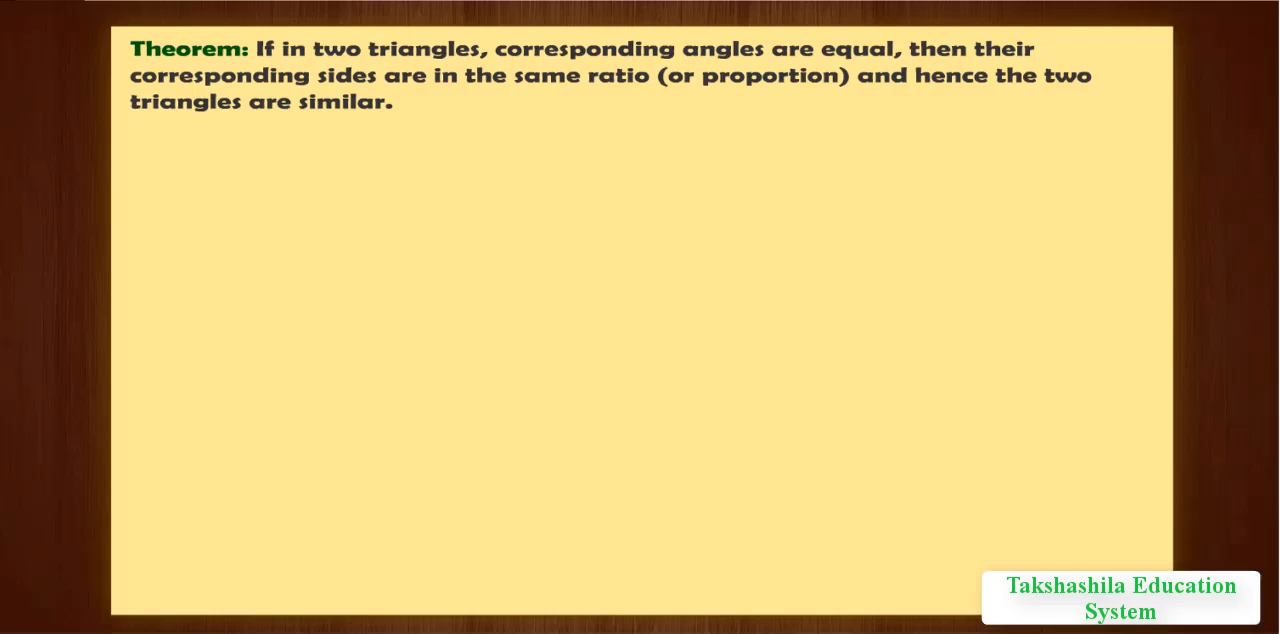 Theorem: If in two triangles, corresponding angles are equal, then their
corresponding sides are in the same ratio (or proportion) and hence the two
triangles are similar.
Takshashila Education
System